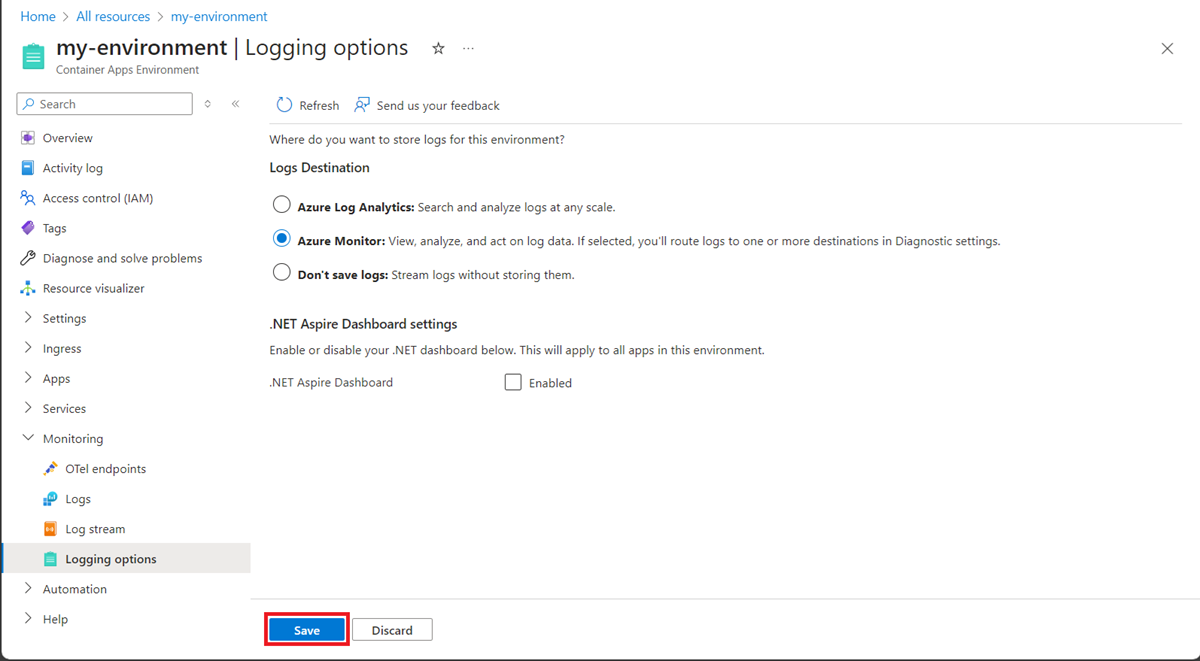 Home > All resources > my-environment
my-environment | Logging options
Container Apps Environment
Search
Refresh
Send us your feedback
Overview
Activity log
Access control (IAM)
Tags
Diagnose and solve problems
Resource visualizer
Settings
Ingress
Apps
Services
Monitoring
OTel endpoints
Logs
Log stream
Logging options
Automation
Help
Where do you want to store logs for this environment?
Logs Destination
Azure Log Analytics: Search and analyze logs at any scale.
Azure Monitor: View, analyze, and act on log data. If selected, you'll route logs to one or more destinations in Diagnostic settings.
Don't save logs: Stream logs without storing them.
.NET Aspire Dashboard settings
Enable or disable your .NET dashboard below. This will apply to all apps in this environment.
.NET Aspire Dashboard
Enabled
Save
Discard